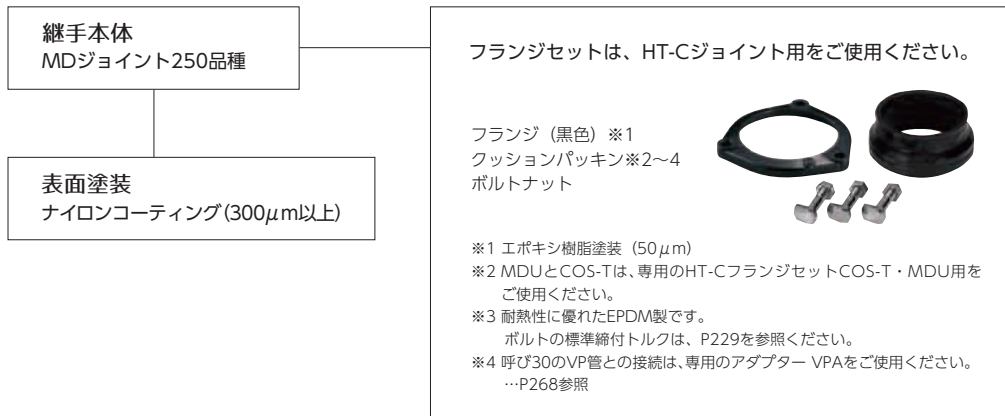 継手本体
MDジョイント250品種
表面塗装
ナイロンコーティング(300μm以上)
フランジセットは、HT-Cジョイント用をご使用ください。
フランジ（黒色）※1
クッションパッキン※2〜4
ボルトナット
※1 エポキシ樹脂塗装（50μm）
※2 MDUとCOS-Tは、専用のHT-CフランジセットCOS-T・MDU用を
ご使用ください。
※3 耐熱性に優れたEPDM製です。
ボルトの標準締付トルクは、P229を参照ください。
※4 呼び30のVP管との接続は、専用のアダプター VPAをご使用ください。
…P268参照